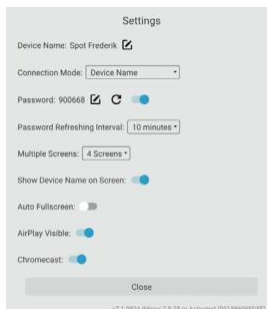 Settings
Device Name: Spot Frederik
Connection Mode: Device Name
Password: 900668
Password Refreshing Interval: 10 minutes
Multiple Screens: 4 Screens
Show Device Name on Screen:
Auto Fullscreen:
AirPlay Visible:
Chromecast:
Close